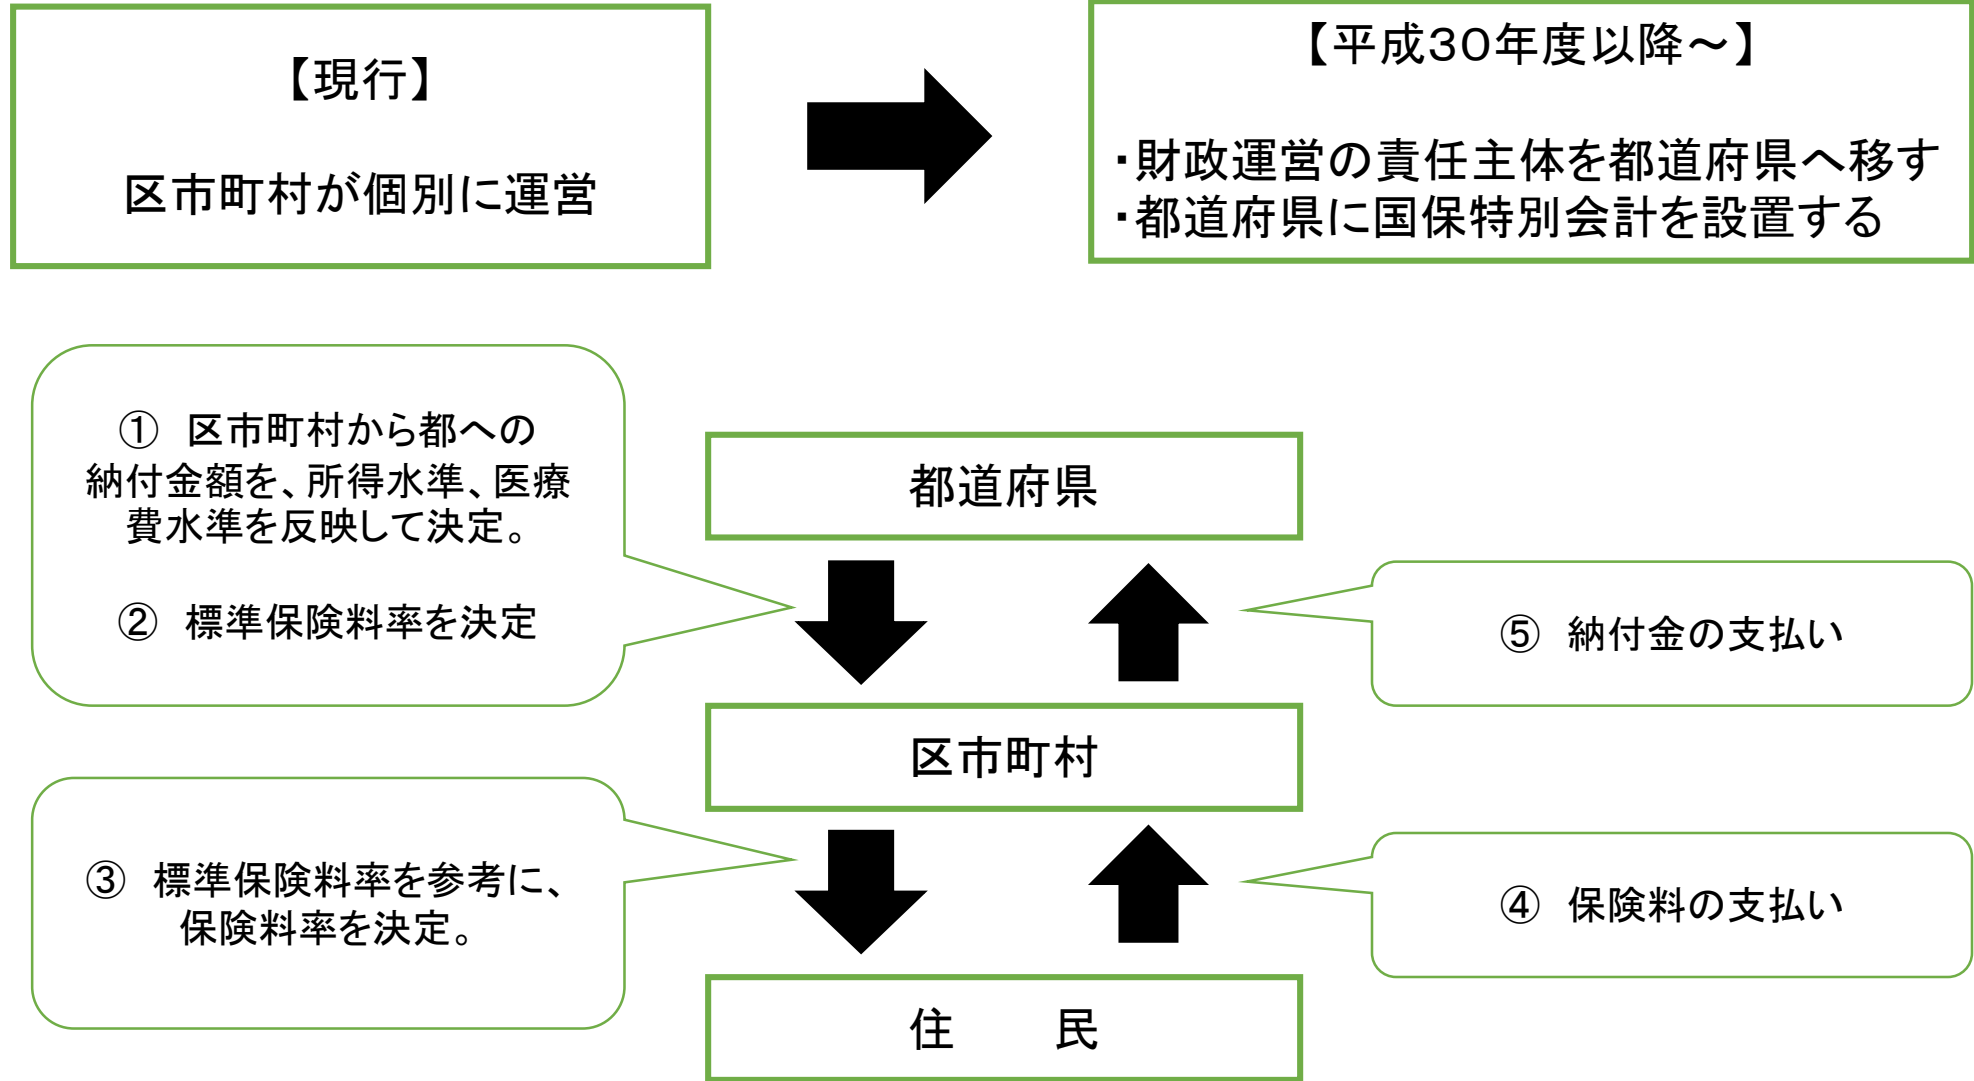 【現行】
区市町村が個別に運営
【平成30年度以降～】
・財政運営の責任主体を都道府県へ移す
・都道府県に国保特別会計を設置する
① 区市町村から都への
納付金額を、所得水準、医療
費水準を反映して決定。
② 標準保険料率を決定
都道府県
⑤ 納付金の支払い
区市町村
③ 標準保険料率を参考に、
保険料率を決定。
④ 保険料の支払い
住　　民